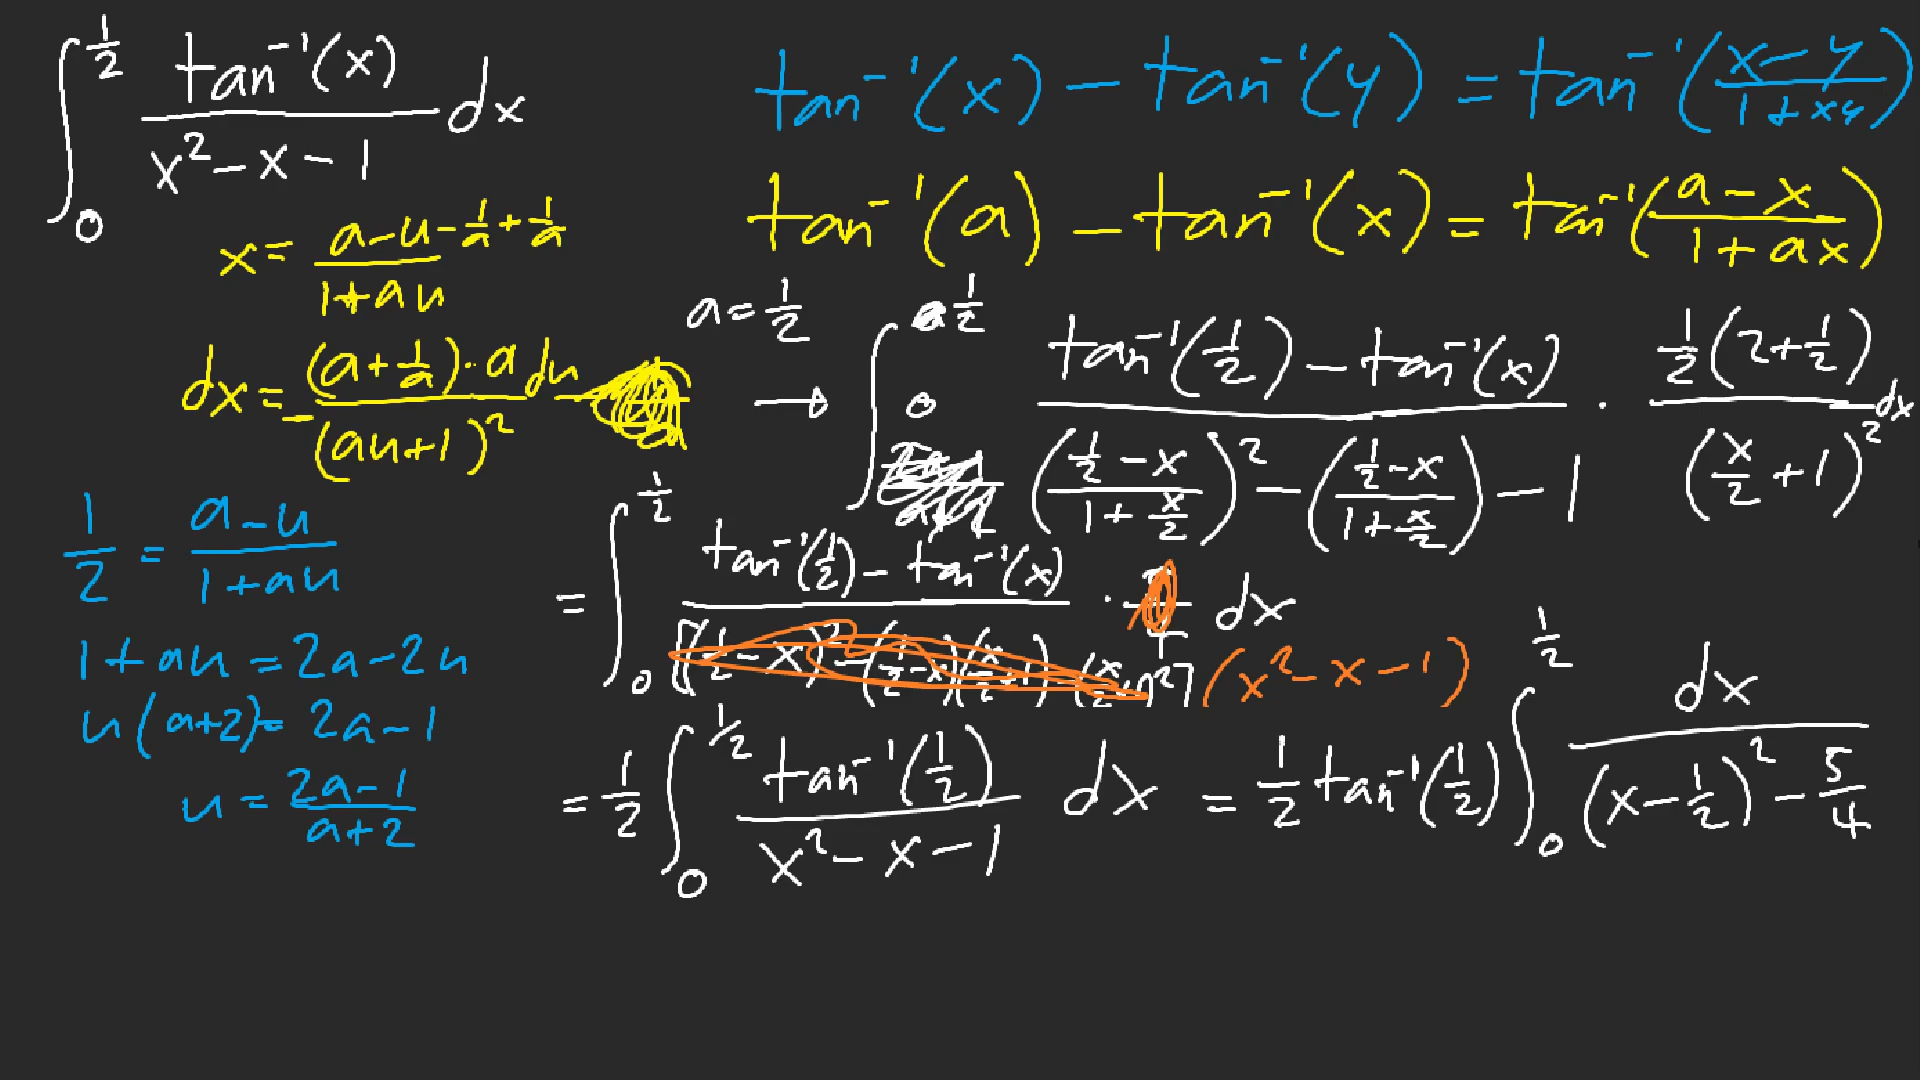 ∫₀^{1/2} tan⁻¹(x)/(x² − x − 1) dx
tan⁻¹(x) − tan⁻¹(y) = tan⁻¹((x − y)/(1 + xy))
tan⁻¹(a) − tan⁻¹(x) = tan⁻¹((a − x)/(1 + ax))
x = (a − u − 1/a + 1/a)/(1 + au)
dx = −((a + 1/a) · a du)/(au + 1)²
a = 1/2
→ ∫₀^{1/2} (tan⁻¹(1/2) − tan⁻¹(x))/(((1/2 − x)/(1 + x/2))² − ((1/2 − x)/(1 + x/2)) − 1) · (1/2(2 + 1/2))/(x/2 + 1)² dx
1/2 = (a − u)/(1 + au)
1 + au = 2a − 2u
u(a+2) = 2a − 1
u = (2a − 1)/(a + 2)
= ∫₀^{1/2} (tan⁻¹(1/2) − tan⁻¹(x))/(x² − x − 1) dx
= 1/2 ∫₀^{1/2} tan⁻¹(1/2)/(x² − x − 1) dx = 1/2 tan⁻¹(1/2) ∫₀^{1/2} dx/((x − 1/2)² − 5/4)